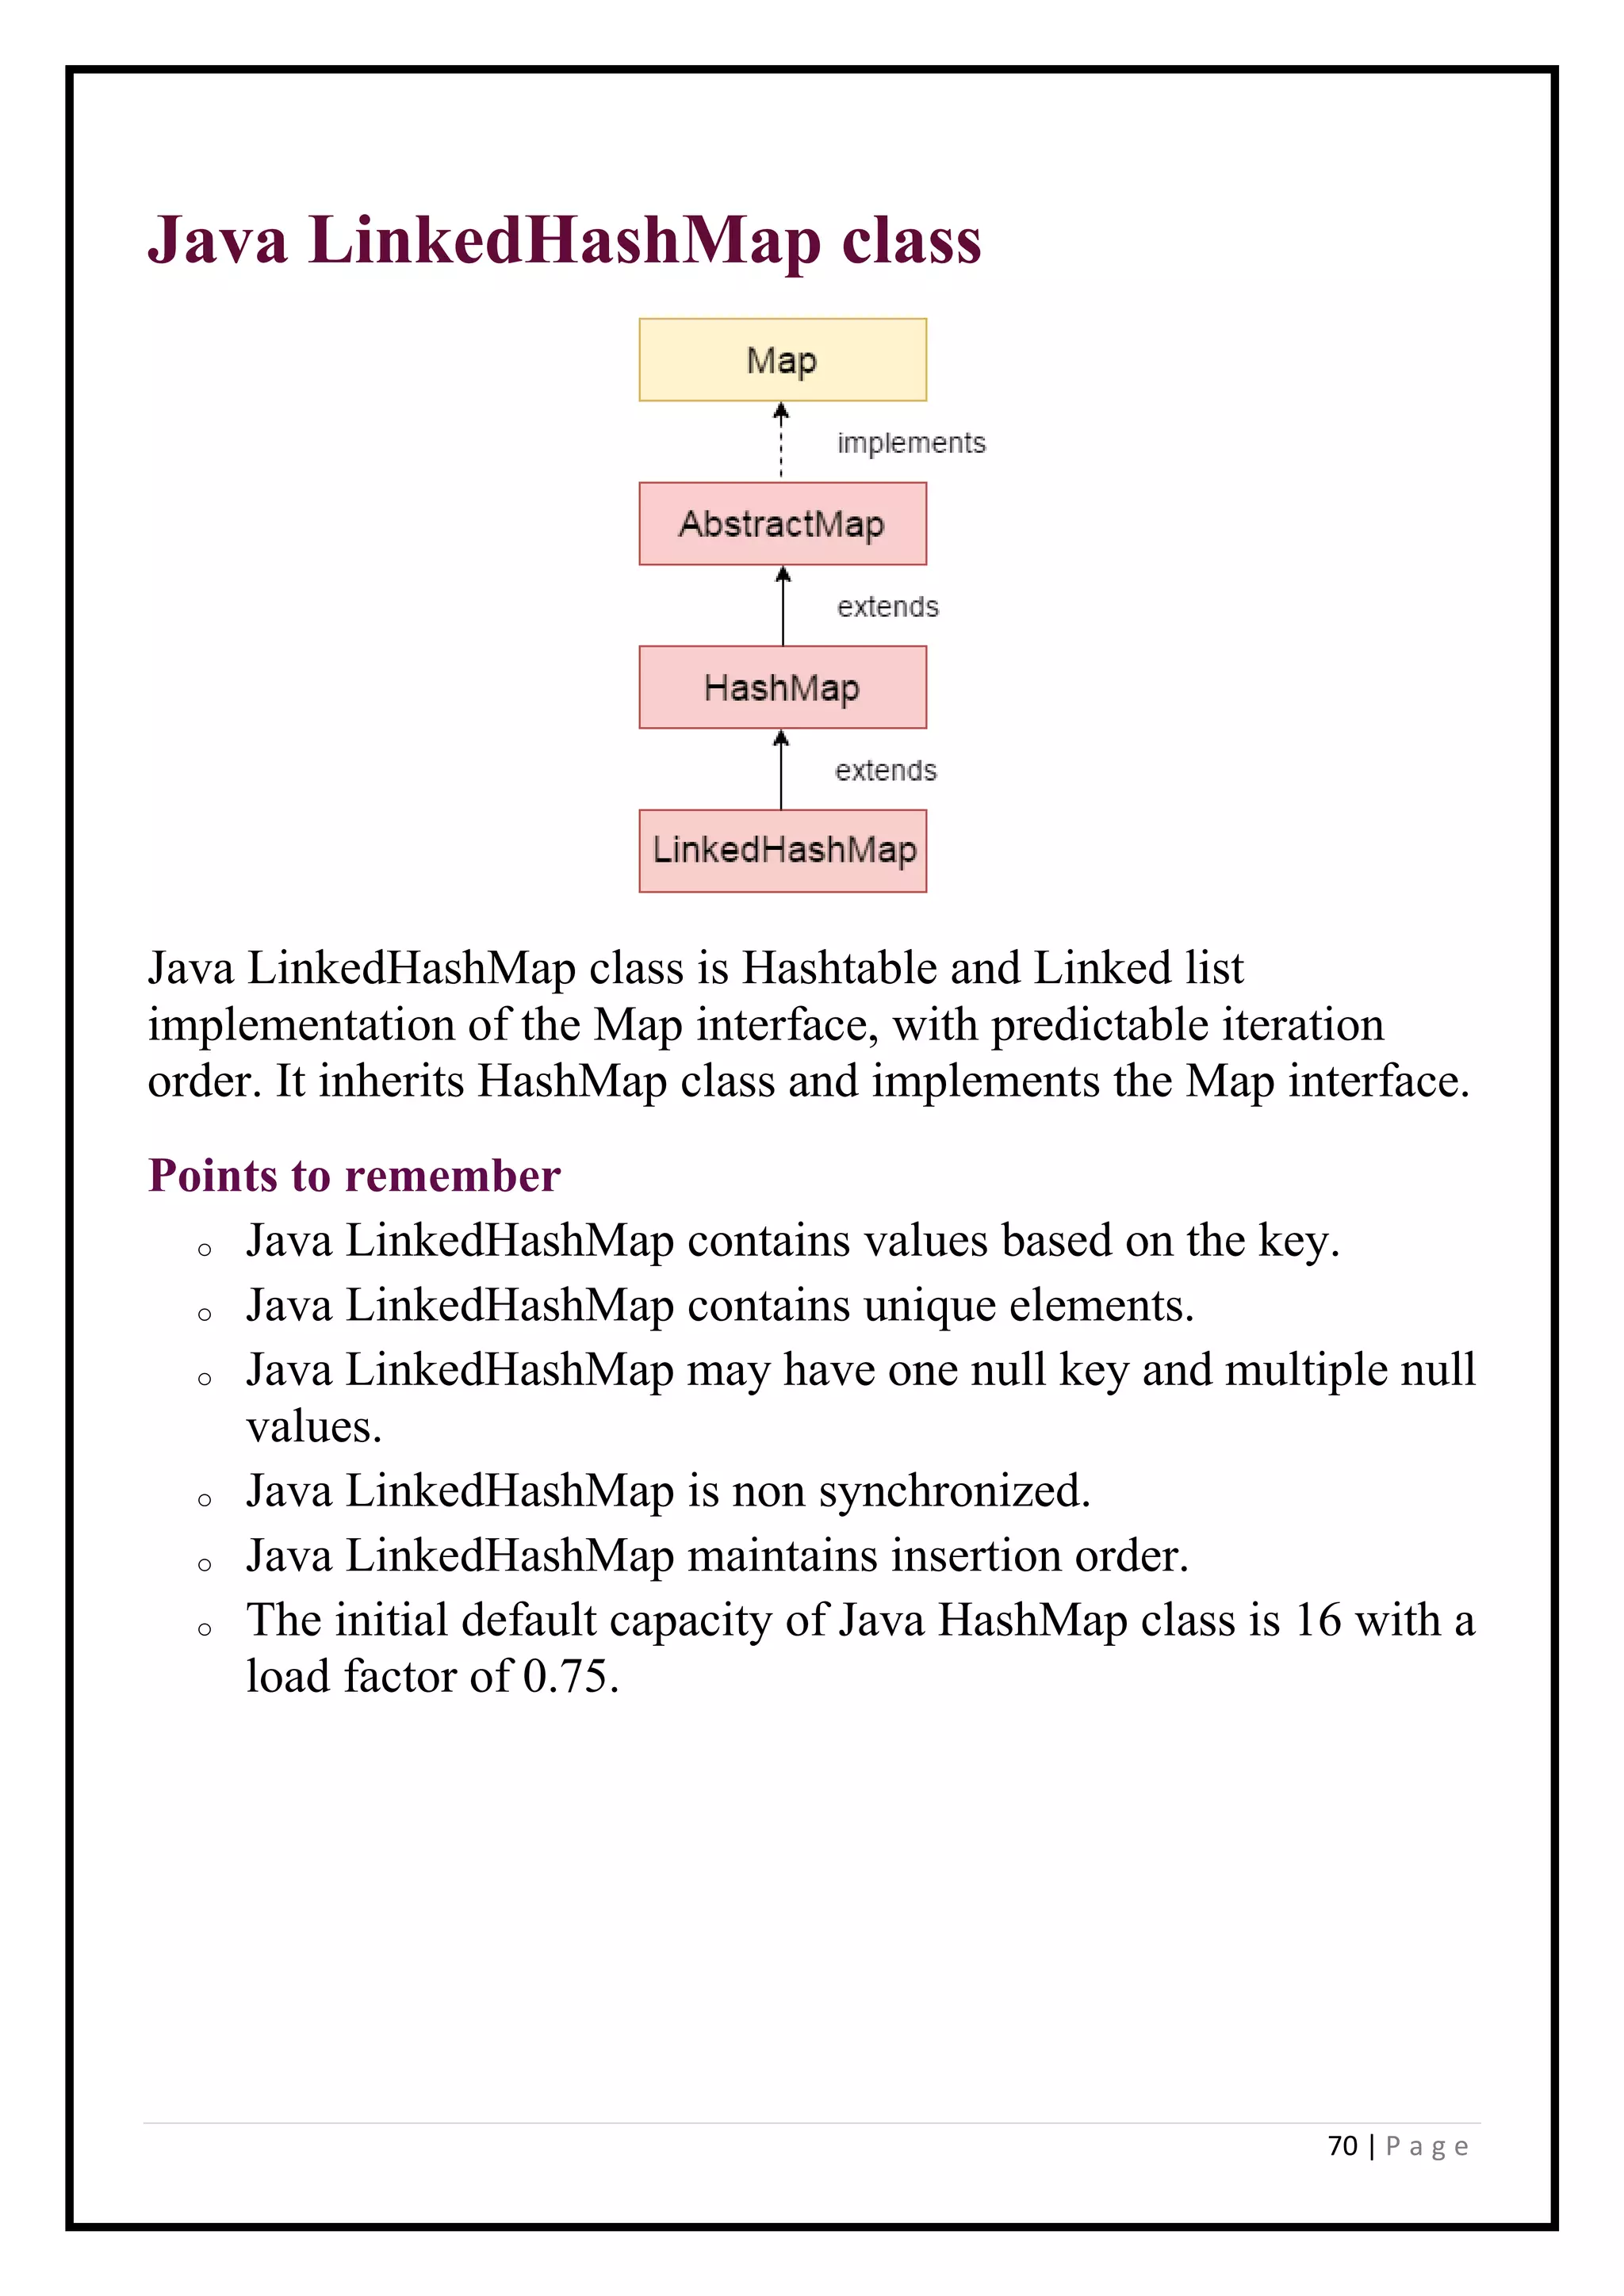 Java LinkedHashMap class
Map
implements
AbstractMap
extends
HashMap
extends
LinkedHashMap
Java LinkedHashMap class is Hashtable and Linked list
implementation of the Map interface, with predictable iteration
order. It inherits HashMap class and implements the Map interface.
Points to remember
o Java LinkedHashMap contains values based on the key.
o Java LinkedHashMap contains unique elements.
o Java LinkedHashMap may have one null key and multiple null
values.
o Java LinkedHashMap is non synchronized.
o Java LinkedHashMap maintains insertion order.
o The initial default capacity of Java HashMap class is 16 with a
load factor of 0.75.
70 | P a g e